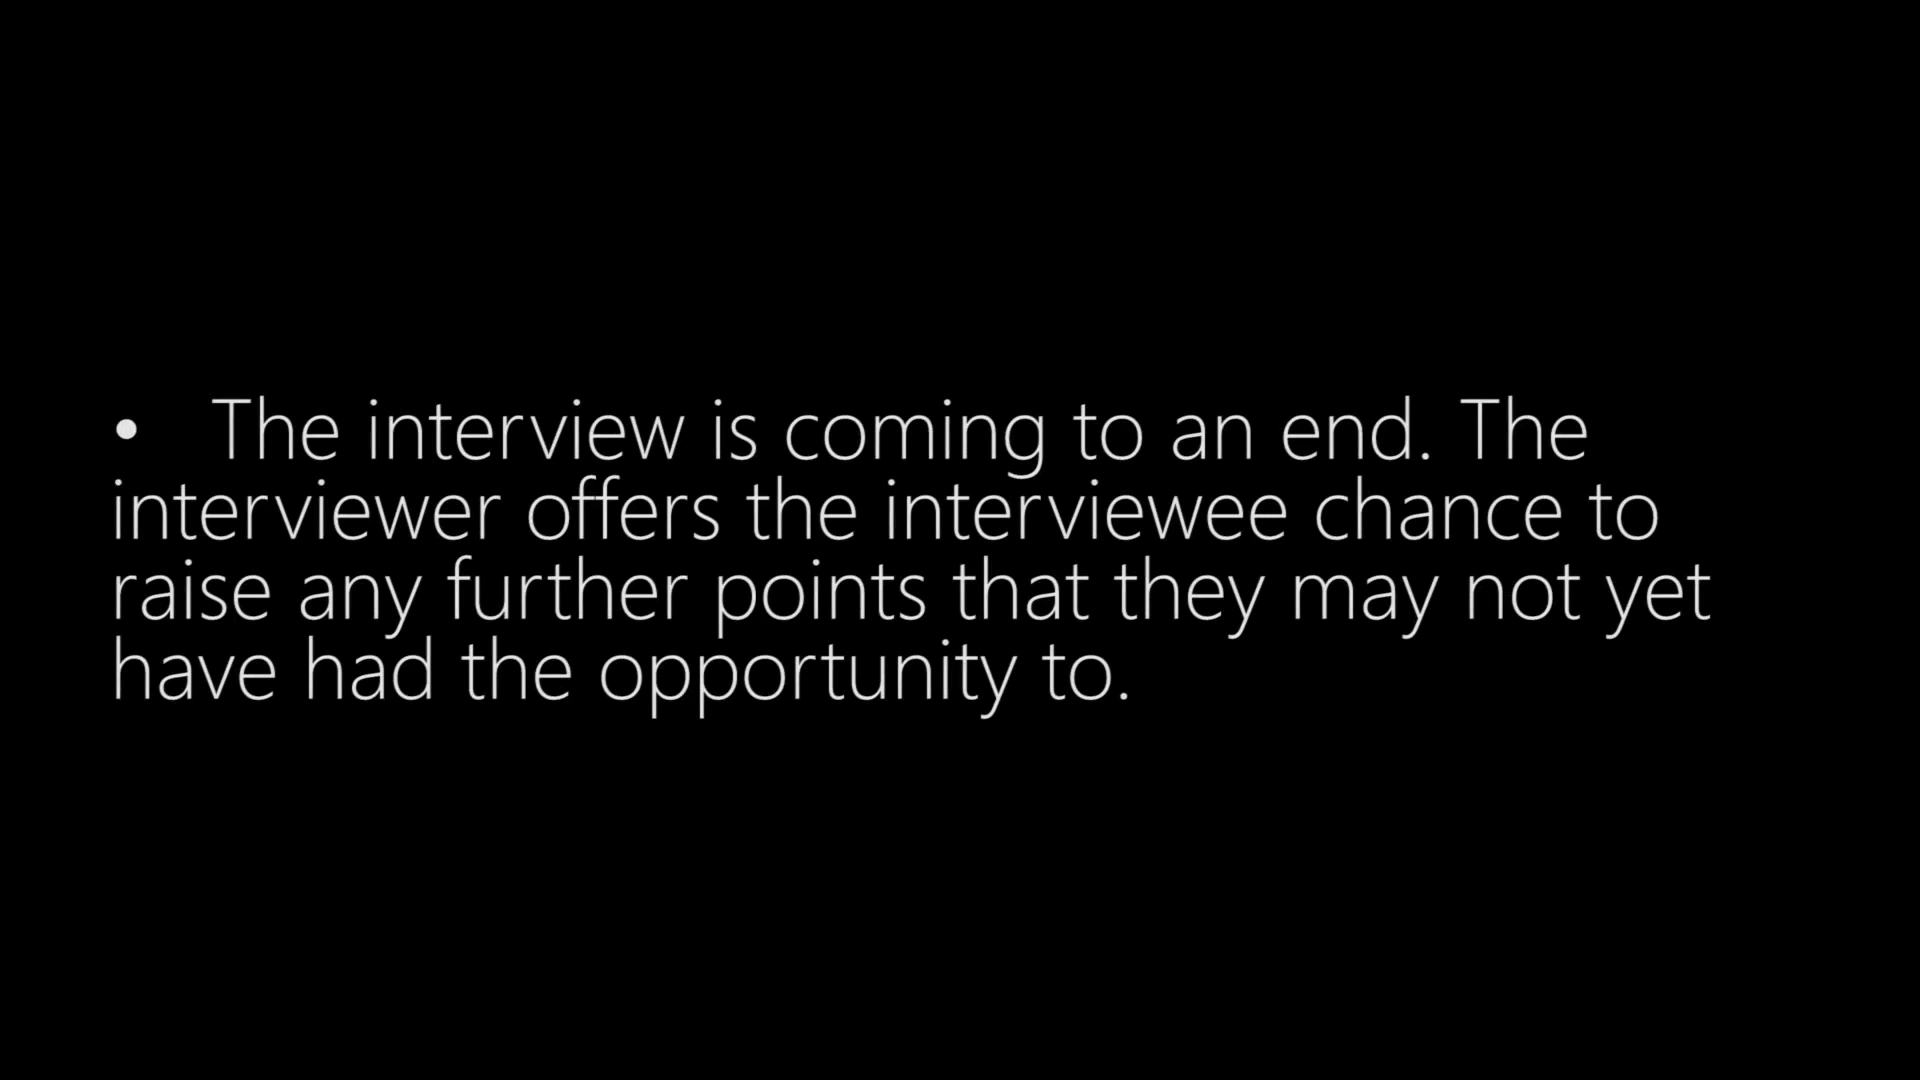 • The interview is coming to an end. The
interviewer offers the interviewee chance to
raise any further points that they may not yet
have had the opportunity to.